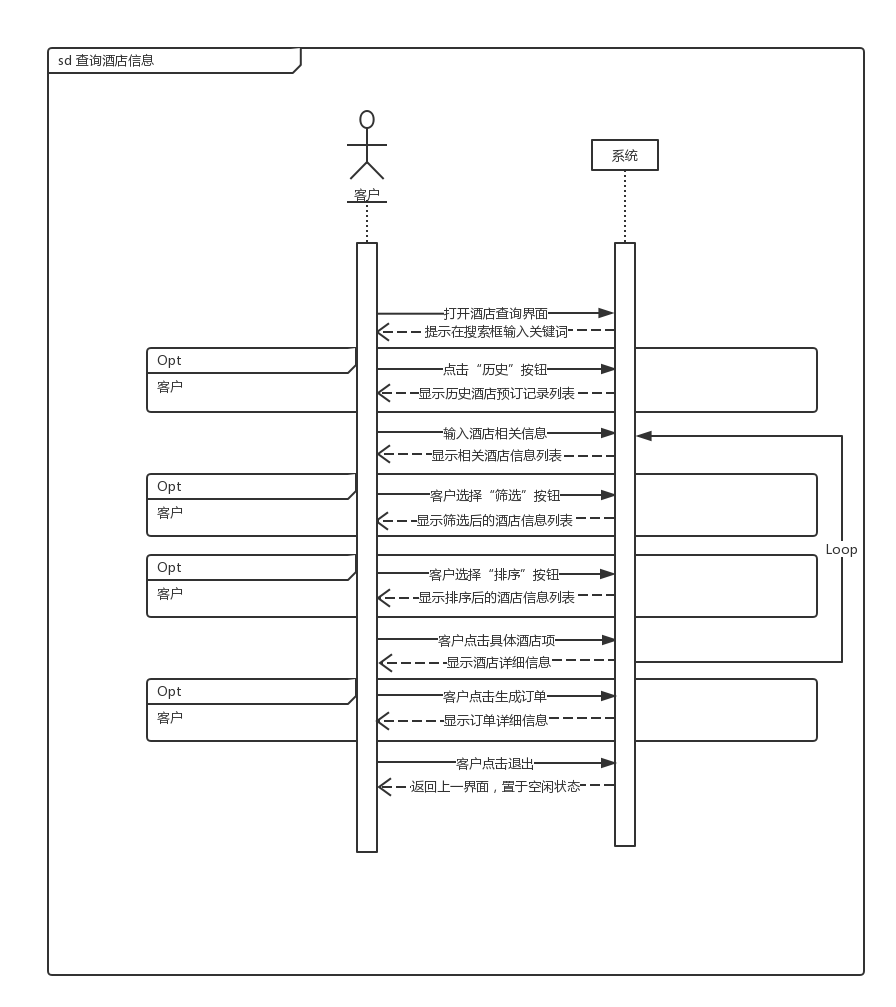 sd 查询酒店信息
客户
系统
打开酒店查询界面
提示在搜索框输入关键词
Opt
客户
点击“历史”按钮
显示历史酒店预订记录列表
输入酒店相关信息
显示相关酒店信息列表
Opt
客户
客户选择“筛选”按钮
显示筛选后的酒店信息列表
Loop
Opt
客户
客户选择“排序”按钮
显示排序后的酒店信息列表
客户点击具体酒店项
显示酒店详细信息
Opt
客户
客户点击生成订单
显示订单详细信息
客户点击退出
返回上一界面，置于空闲状态